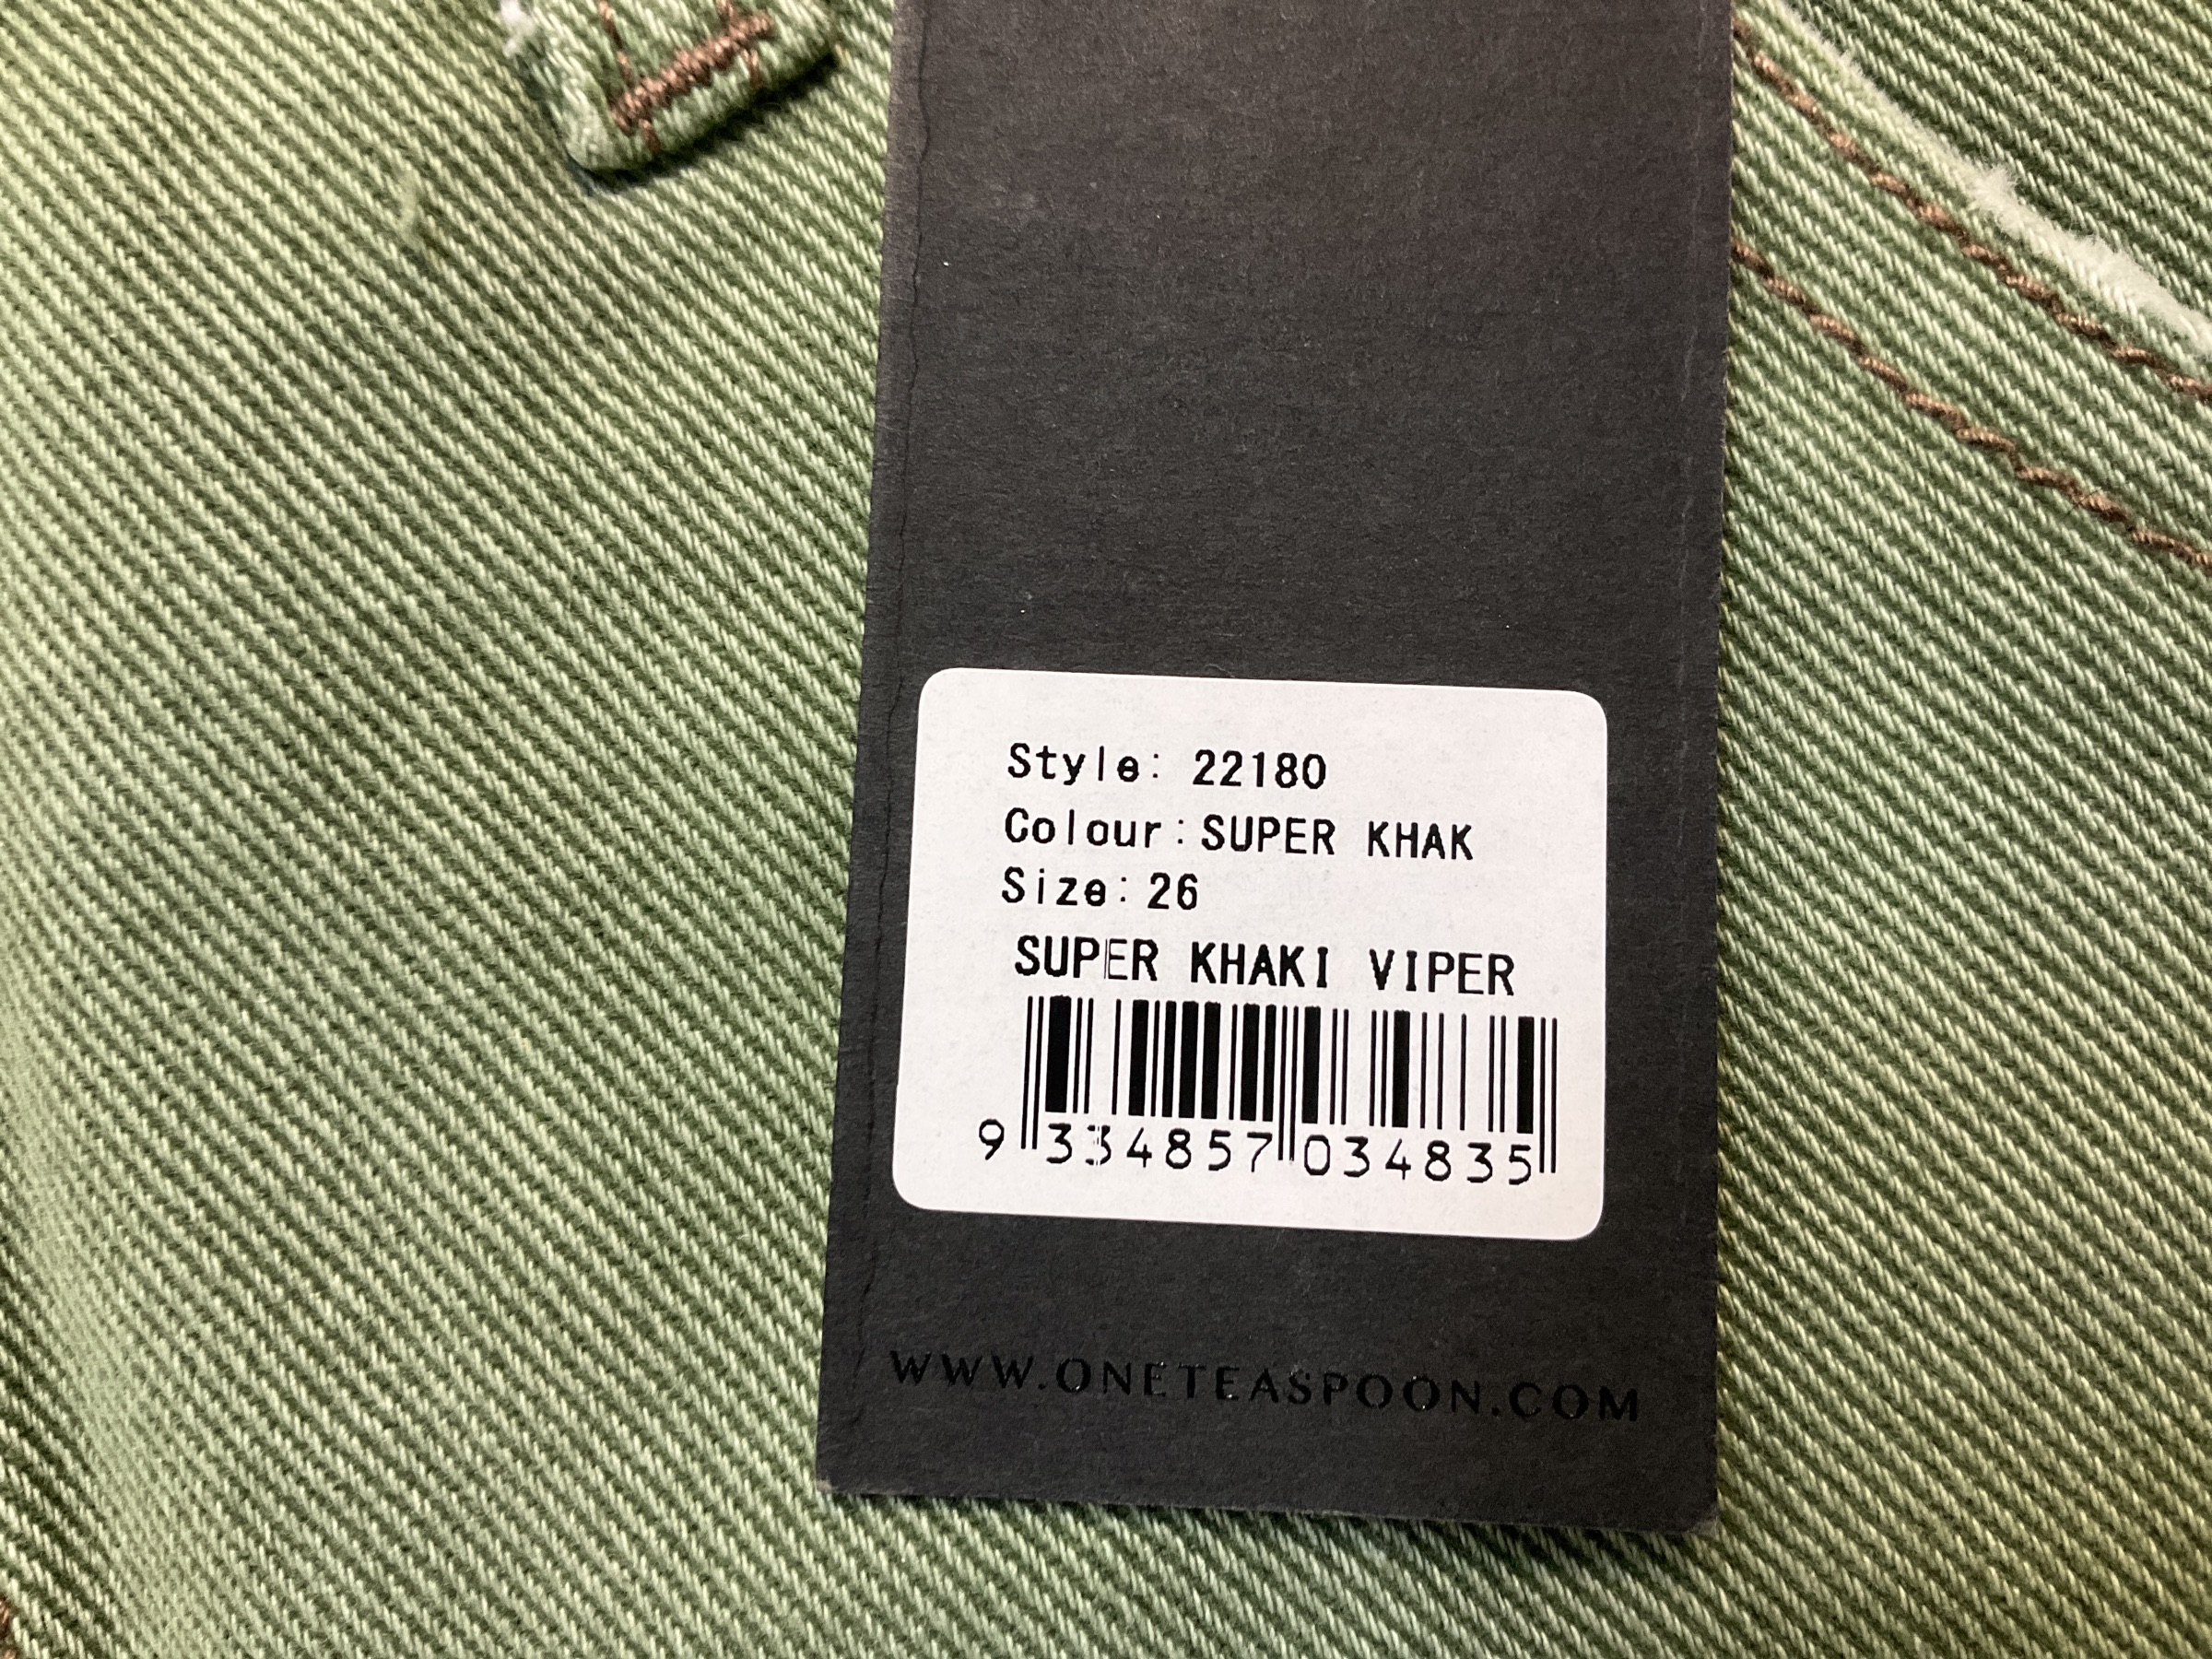 Style: 22180
Colour: SUPER KHAK
Size: 26
SUPER KHAKI VIPER
9 334857 034835
WWW.ONETEASPOON.COM